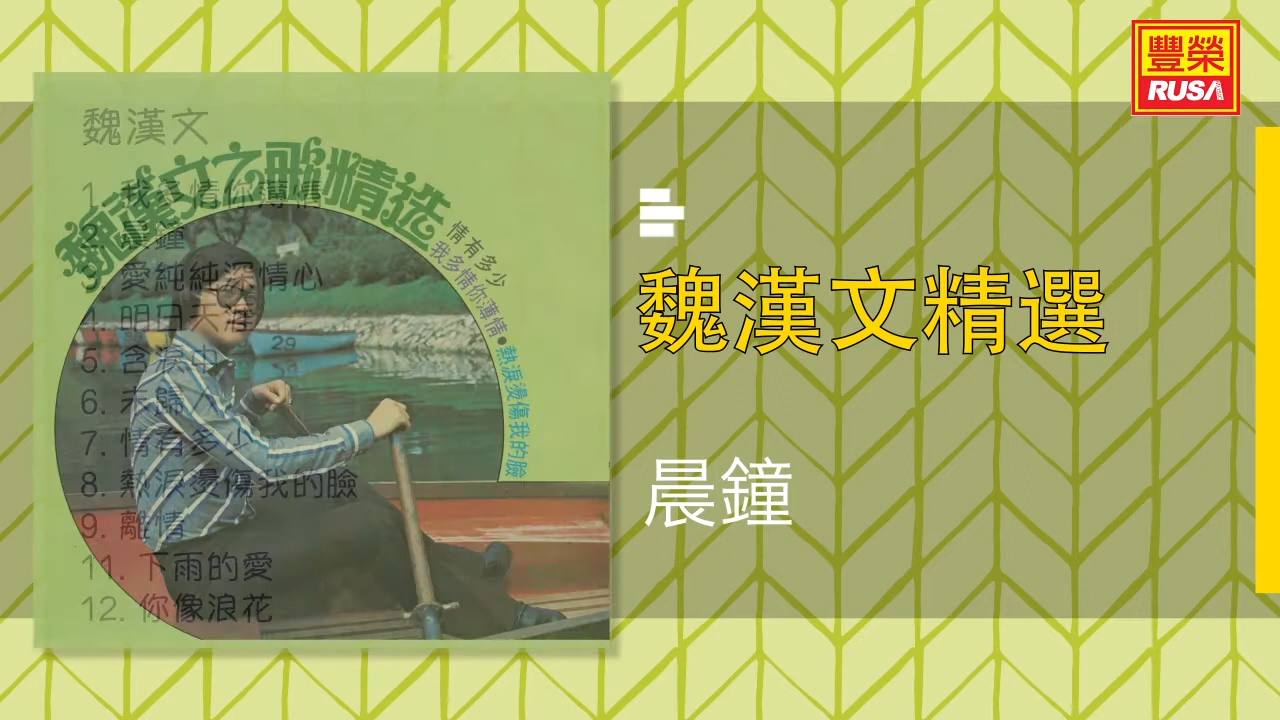 豐榮
RUSA
魏漢文
魏漢文之歌精选
1. 我多情你薄情
2. 晨鐘
3. 愛純純深情心
4. 明日天涯
5. 含淚中
6. 未歸人
7. 情有多少
8. 熱淚燙傷我的臉
9. 離情
11. 下雨的愛
12. 你像浪花
情有多少
我多情你薄情•熱淚燙傷我的臉
29
魏漢文精選
晨鐘